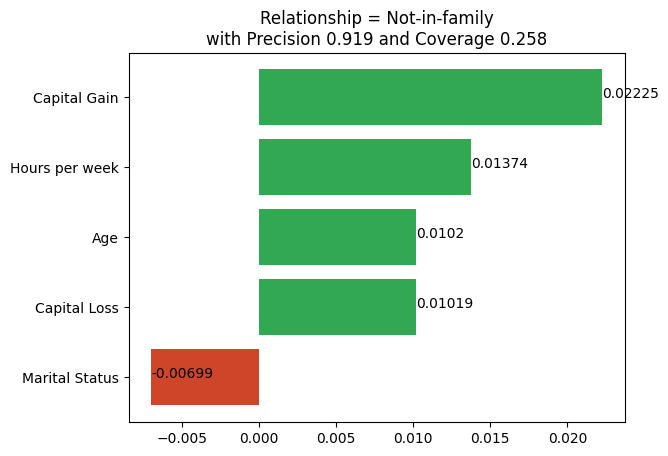 Relationship = Not-in-family
with Precision 0.919 and Coverage 0.258
Capital Gain
0.02225
Hours per week
0.01374
Age
0.0102
Capital Loss
0.01019
Marital Status
-0.00699
−0.005 0.000 0.005 0.010 0.015 0.020